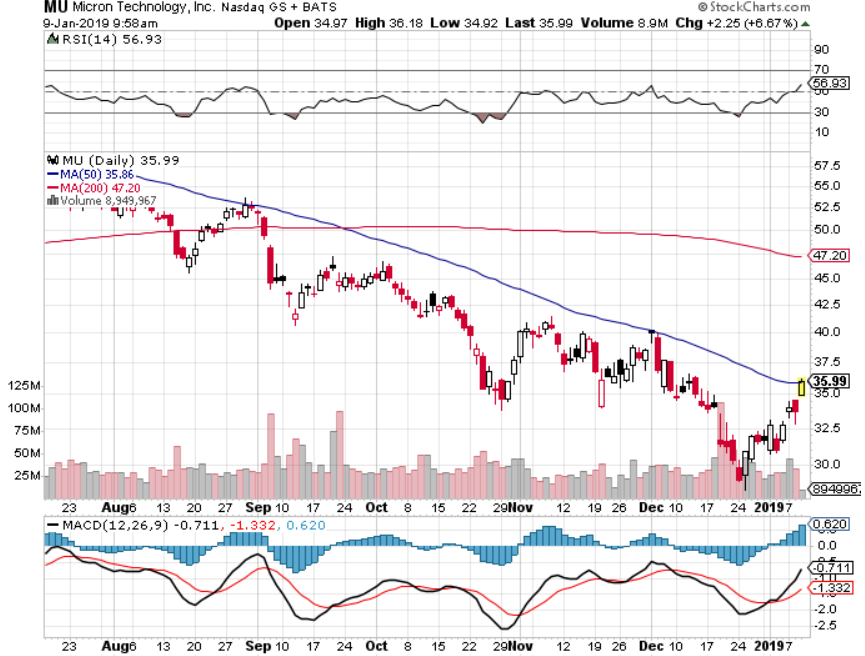 MU Micron Technology, Inc. Nasdaq GS + BATS © StockCharts.com
9-Jan-2019 9:58am Open 34.97 High 36.18 Low 34.92 Last 35.99 Volume 8.9M Chg +2.25 (+6.67%)
RSI(14) 56.93
90
70
56.93
50
30
10
MU (Daily) 35.99
MA(50) 35.86
MA(200) 47.20
Volume 8,949,967
57.5
55.0
52.5
50.0
47.20
45.0
42.5
40.0
37.5
35.99
35.0
32.5
30.0
8949967
125M
100M
75M
50M
25M
23 Aug 6 13 20 27 Sep 10 17 24 Oct 8 15 22 29 Nov 12 19 26 Dec 10 17 24 2019 7
MACD(12,26,9) -0.711, -1.332, 0.620
0.620
0.5
0.0
-0.711
-1.0
-1.332
-1.5
-2.0
-2.5
23 Aug 6 13 20 27 Sep 10 17 24 Oct 8 15 22 29 Nov 12 19 26 Dec 10 17 24 2019 7